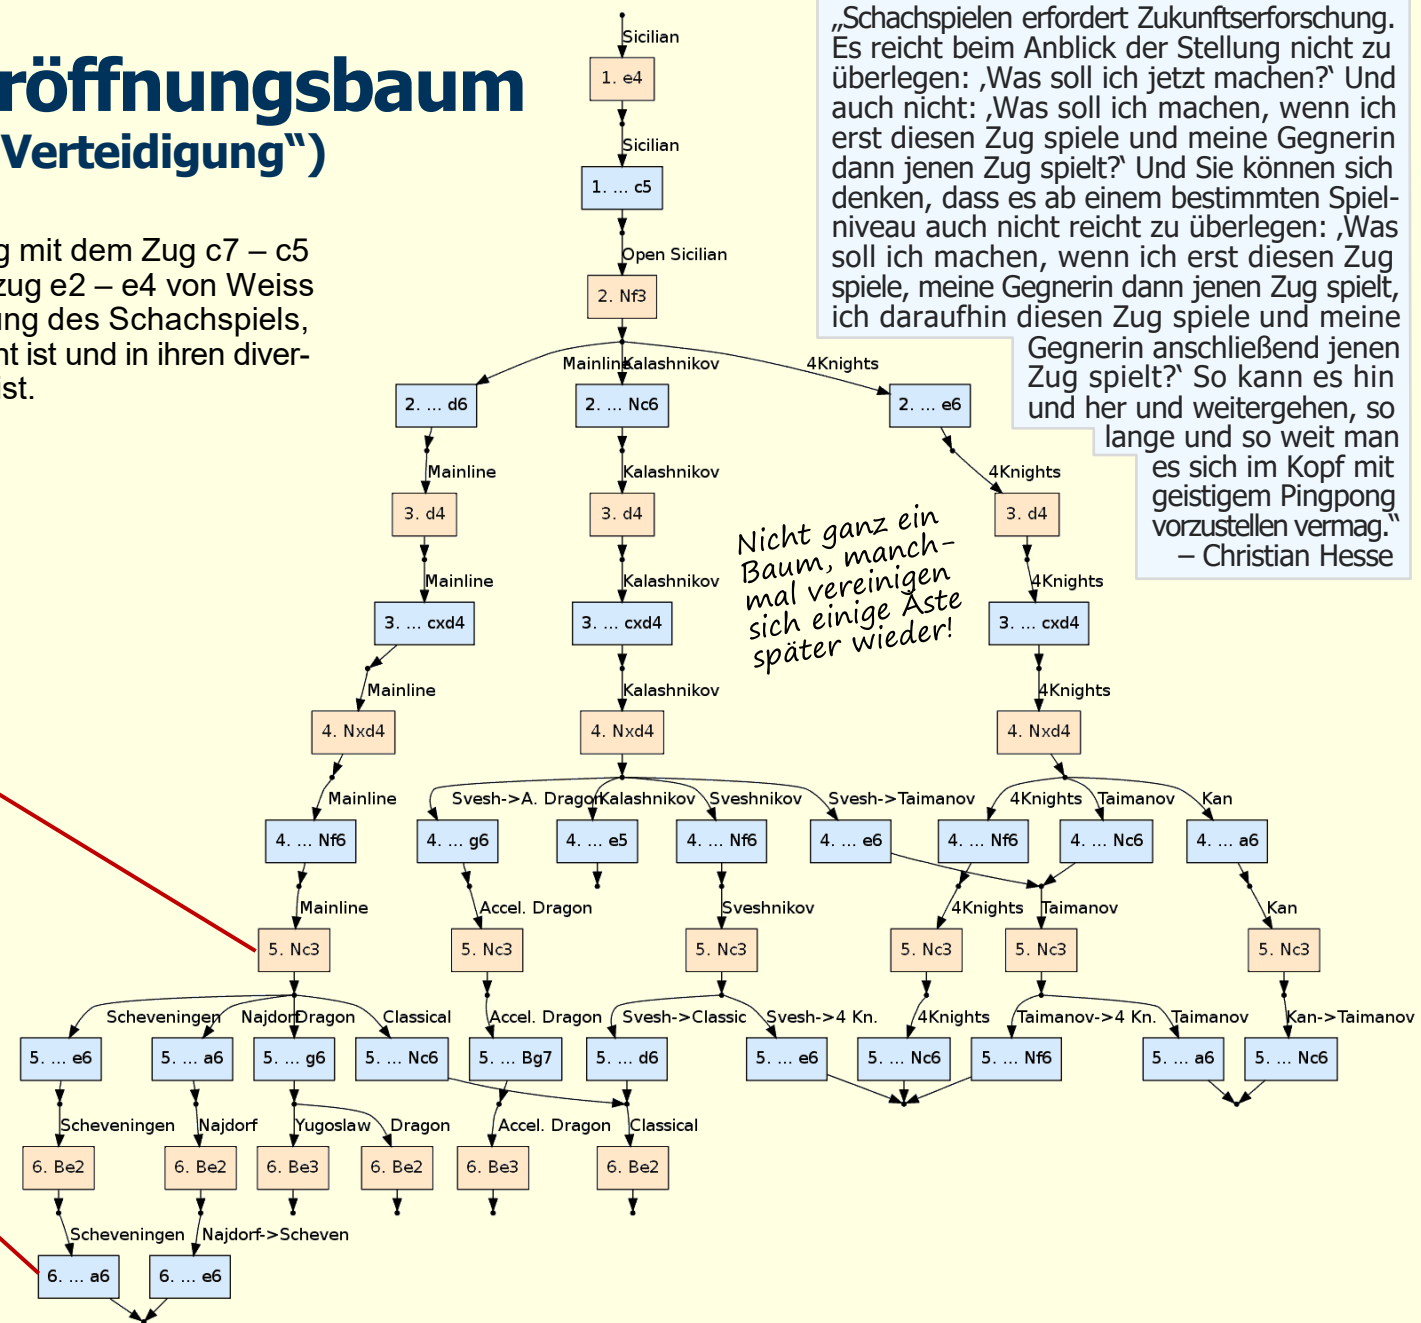 röffnungsbaum
Verteidigung“)
g mit dem Zug c7 – c5
zug e2 – e4 von Weiss
ung des Schachspiels,
nt ist und in ihren diver-
ist.
„Schachspielen erfordert Zukunftserforschung.
Es reicht beim Anblick der Stellung nicht zu
überlegen: ‚Was soll ich jetzt machen?‘ Und
auch nicht: ‚Was soll ich machen, wenn ich
erst diesen Zug spiele und meine Gegnerin
dann jenen Zug spielt?‘ Und Sie können sich
denken, dass es ab einem bestimmten Spiel-
niveau auch nicht reicht zu überlegen: ‚Was
soll ich machen, wenn ich erst diesen Zug
spiele, meine Gegnerin dann jenen Zug spielt,
ich daraufhin diesen Zug spiele und meine
Gegnerin anschließend jenen
Zug spielt?‘ So kann es hin
und her und weitergehen, so
lange und so weit man
es sich im Kopf mit
geistigem Pingpong
vorzustellen vermag.“
– Christian Hesse
Sicilian
1. e4
Sicilian
1. ... c5
Open Sicilian
2. Nf3
Mainline Kalashnikov 4Knights
2. ... d6 2. ... Nc6 2. ... e6
Mainline Kalashnikov 4Knights
3. d4 3. d4 3. d4
Nicht ganz ein
Baum, manch-
mal vereinigen
sich einige Äste
später wieder!
Mainline Kalashnikov 4Knights
3. ... cxd4 3. ... cxd4 3. ... cxd4
Mainline Kalashnikov 4Knights
4. Nxd4 4. Nxd4 4. Nxd4
Mainline Svesh->A. Dragon Kalashnikov Sveshnikov Svesh->Taimanov 4Knights Taimanov Kan
4. ... Nf6 4. ... g6 4. ... e5 4. ... Nf6 4. ... e6 4. ... Nf6 4. ... Nc6 4. ... a6
Mainline Accel. Dragon Sveshnikov 4Knights Taimanov Kan
5. Nc3 5. Nc3 5. Nc3 5. Nc3 5. Nc3 5. Nc3
Scheveningen Najdorf Dragon Classical Accel. Dragon Svesh->Classic Svesh->4 Kn. 4Knights Taimanov->4 Kn. Taimanov Kan->Taimanov
5. ... e6 5. ... a6 5. ... g6 5. ... Nc6 5. ... Bg7 5. ... d6 5. ... e6 5. ... Nc6 5. ... Nf6 5. ... a6 5. ... Nc6
Scheveningen Najdorf Yugoslaw Dragon Accel. Dragon Classical
6. Be2 6. Be2 6. Be3 6. Be2 6. Be3 6. Be2
Scheveningen Najdorf->Scheven
6. ... a6 6. ... e6